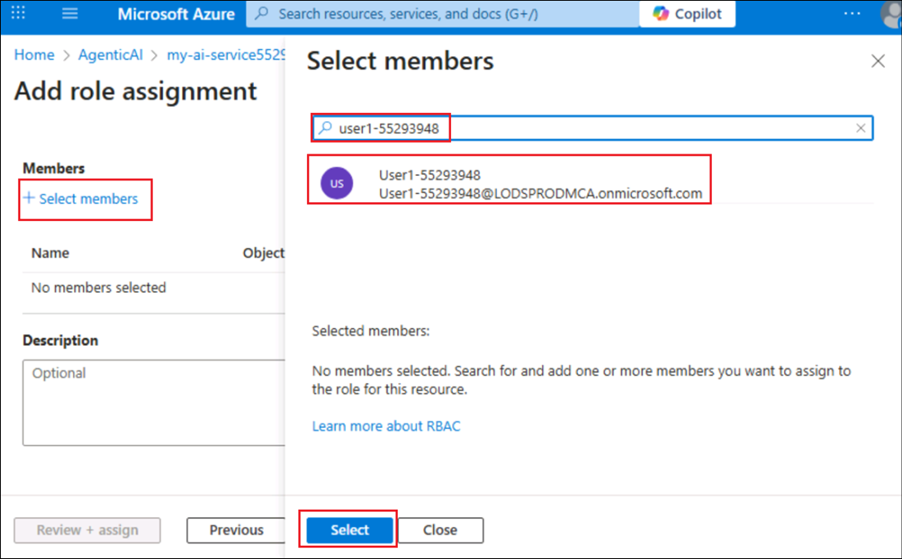 Microsoft Azure
Search resources, services, and docs (G+/)
Copilot
...
Home > AgenticAI > my-ai-service5529
Add role assignment
Members
+ Select members
Name Object
No members selected
Description
Optional
Review + assign
Previous
Select members
user1-55293948
US
User1-55293948
User1-55293948@LODSPRODMCA.onmicrosoft.com
Selected members:
No members selected. Search for and add one or more members you want to assign to
the role for this resource.
Learn more about RBAC
Select
Close